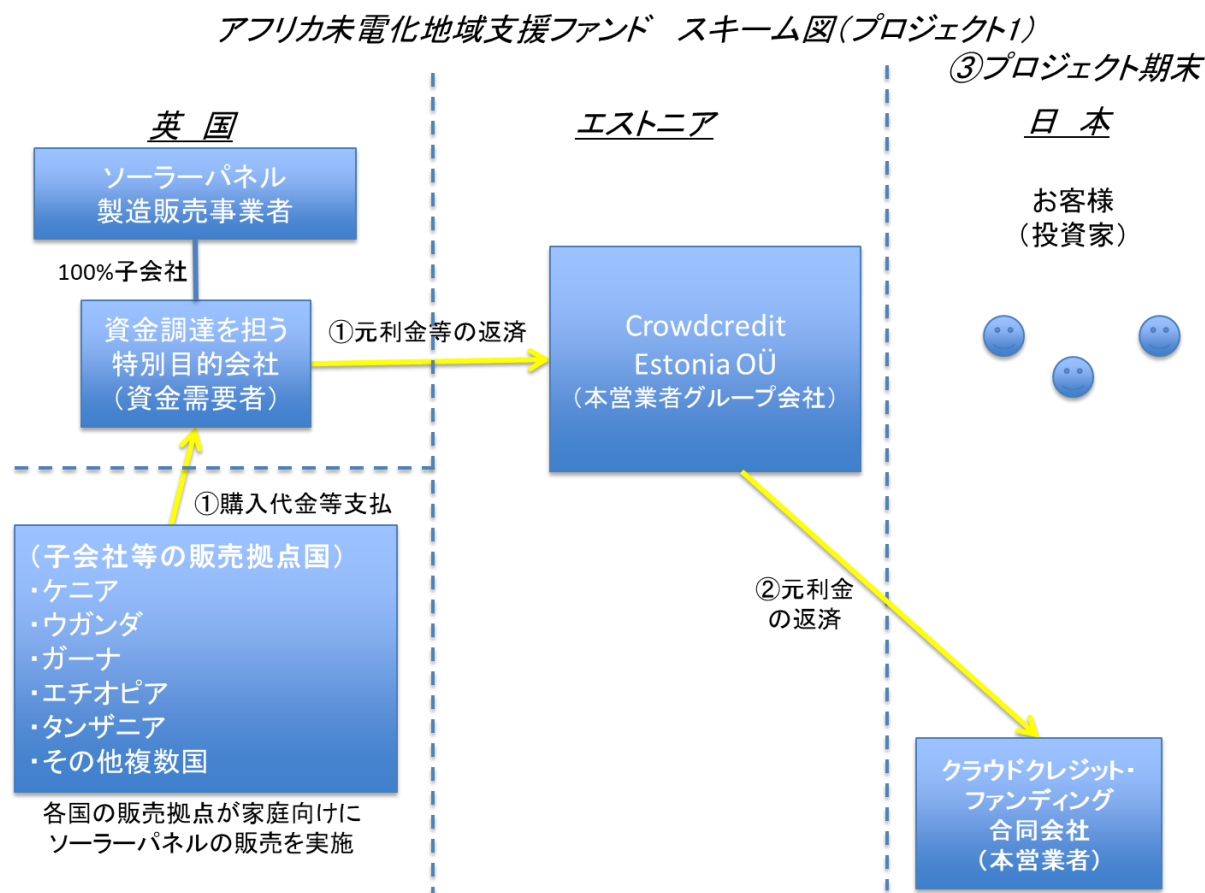 アフリカ未電化地域支援ファンド　スキーム図(プロジェクト1)
③プロジェクト期末
英　国
エストニア
日　本
ソーラーパネル
製造販売事業者
100%子会社
資金調達を担う
特別目的会社
（資金需要者）
①元利金等の返済
Crowdcredit
Estonia OÜ
（本営業者グループ会社）
お客様
（投資家）
①購入代金等支払
（子会社等の販売拠点国）
・ケニア
・ウガンダ
・ガーナ
・エチオピア
・タンザニア
・その他複数国
各国の販売拠点が家庭向けに
ソーラーパネルの販売を実施
②元利金
の返済
クラウドクレジット・
ファンディング
合同会社
（本営業者）